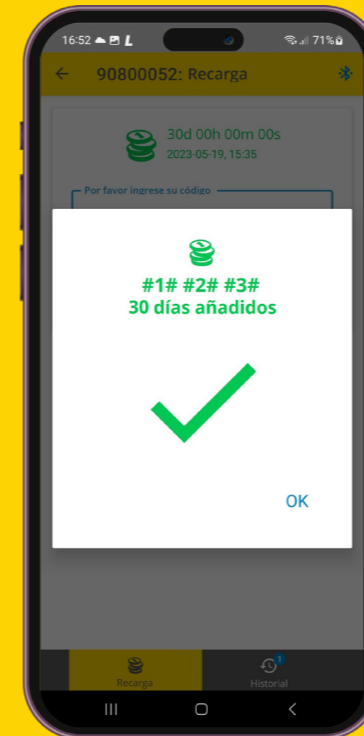 16:52
71%
90800052: Recarga
30d 00h 00m 00s
2023-05-19, 15:35
Por favor ingrese su código
#1# #2# #3#
30 días añadidos
OK
1
Recarga
Historial